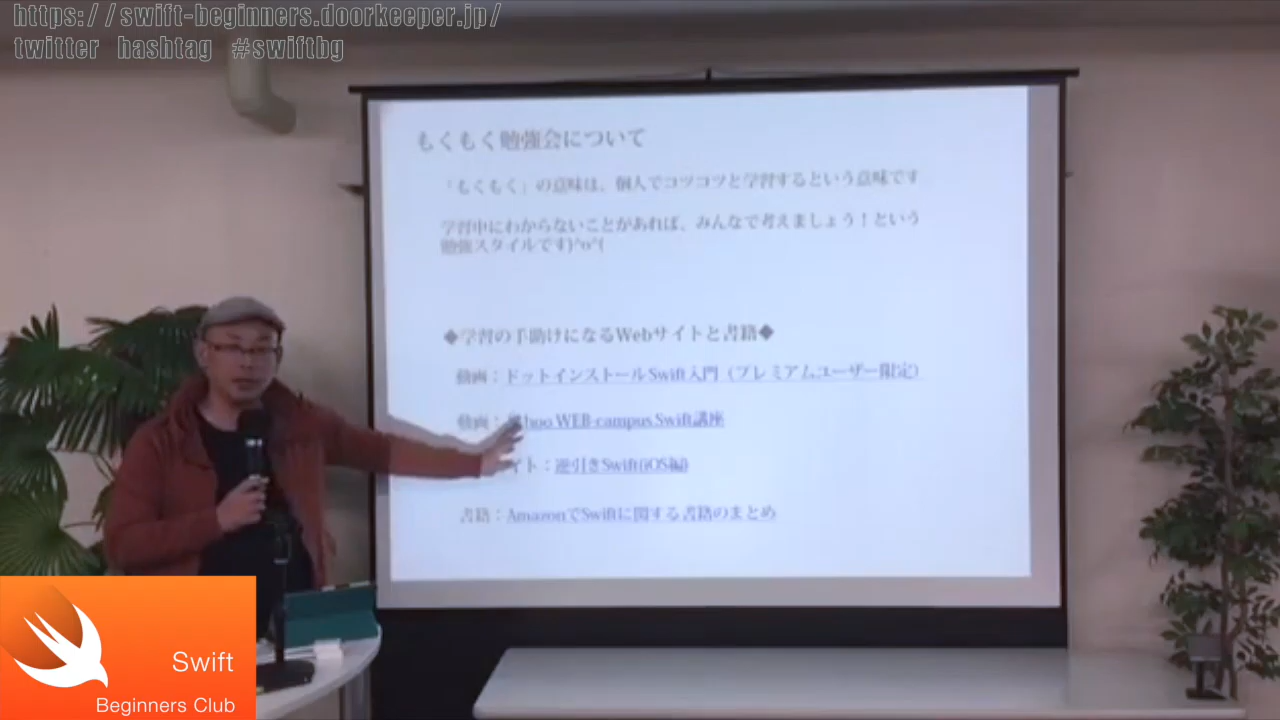 https://swift-beginners.doorkeeper.jp/
twitter hashtag #swiftbg
もくもく勉強会について
「もくもく」の意味は、個人でコツコツと学習するという意味です
学習中にわからないことがあれば、みんなで考えましょう！という
勉強スタイルです)^o^(
◆学習の手助けになるWebサイトと書籍◆
動画：ドットインストールSwift入門（プレミアムユーザー限定）
動画：hoo WEB-campus Swift講座
イト：逆引きSwift(iOS編)
書籍：AmazonでSwiftに関する書籍のまとめ
Swift
Beginners Club